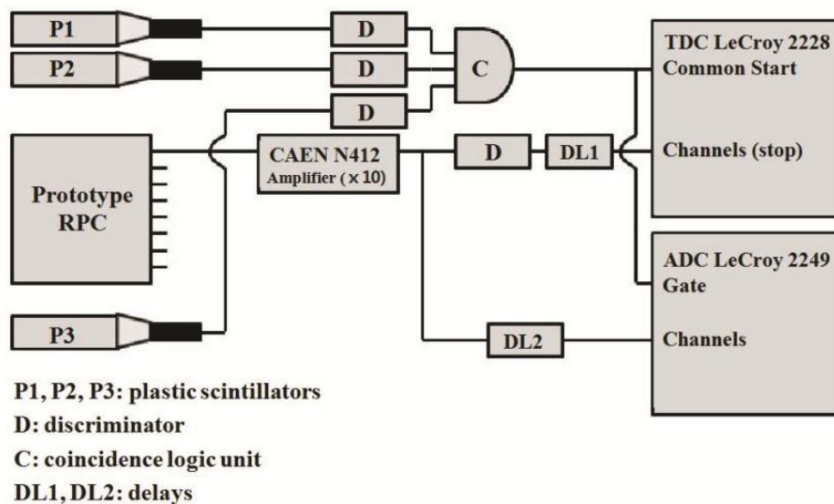 P1
D
TDC LeCroy 2228
Common Start
P2
D
C
D
Prototype
RPC
CAEN N412
Amplifier (×10)
D
DL1
Channels (stop)
ADC LeCroy 2249
Gate
P3
DL2
Channels
P1, P2, P3: plastic scintillators
D: discriminator
C: coincidence logic unit
DL1, DL2: delays